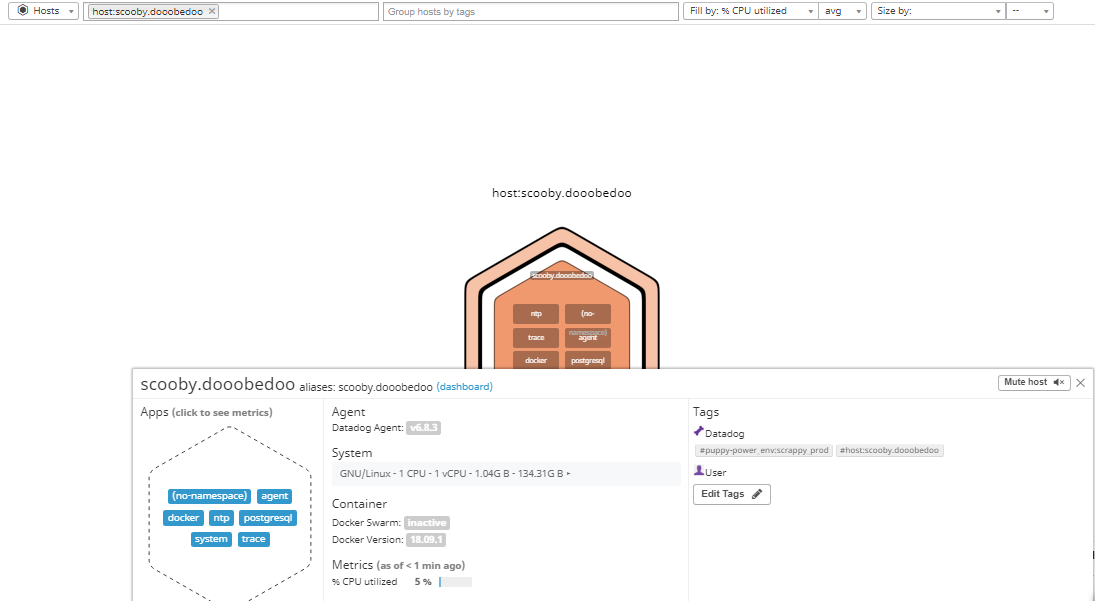 Hosts host:scooby.dooobedoo × Group hosts by tags Fill by: % CPU utilized avg Size by: --
host:scooby.dooobedoo
scooby.dooobedoo
ntp (no-namespace)
trace agent
docker postgresql
scooby.dooobedoo aliases: scooby.dooobedoo (dashboard) Mute host
Apps (click to see metrics)
(no-namespace) agent
docker ntp postgresql
system trace
Agent
Datadog Agent: v6.8.3
System
GNU/Linux - 1 CPU - 1 vCPU - 1.04G B - 134.31G B
Container
Docker Swarm: inactive
Docker Version: 18.09.1
Metrics (as of < 1 min ago)
% CPU utilized 5 %
Tags
Datadog
#puppy-power_env:scrappy_prod #host:scooby.dooobedoo
User
Edit Tags